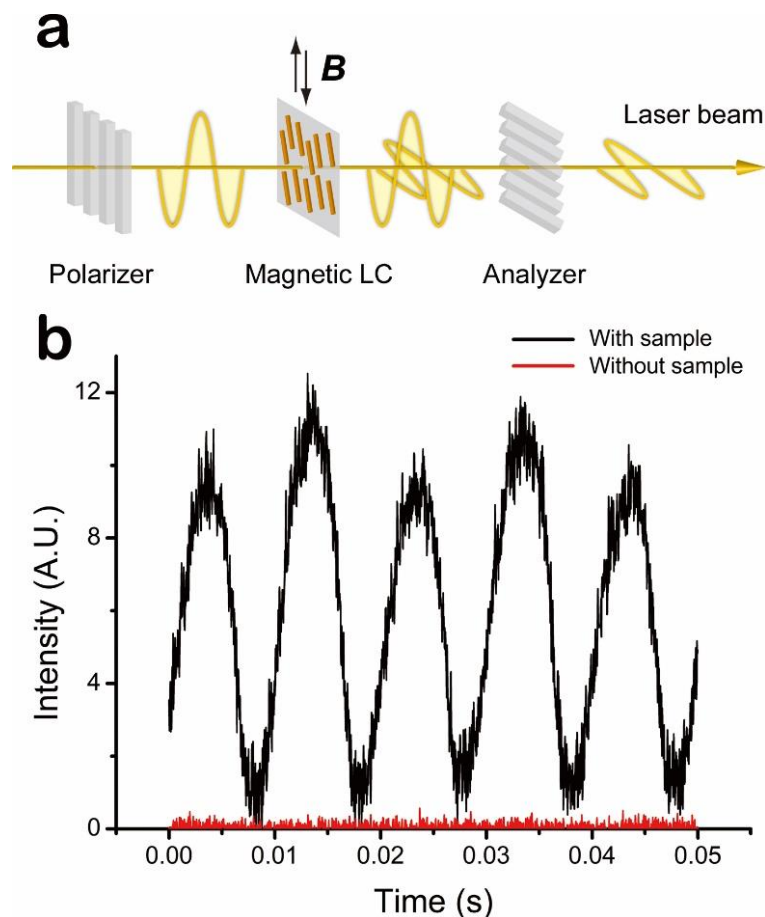 a
B
Laser beam
Polarizer
Magnetic LC
Analyzer
b
With sample
Without sample
12
8
4
0
Intensity (A.U.)
0.00
0.01
0.02
0.03
0.04
0.05
Time (s)